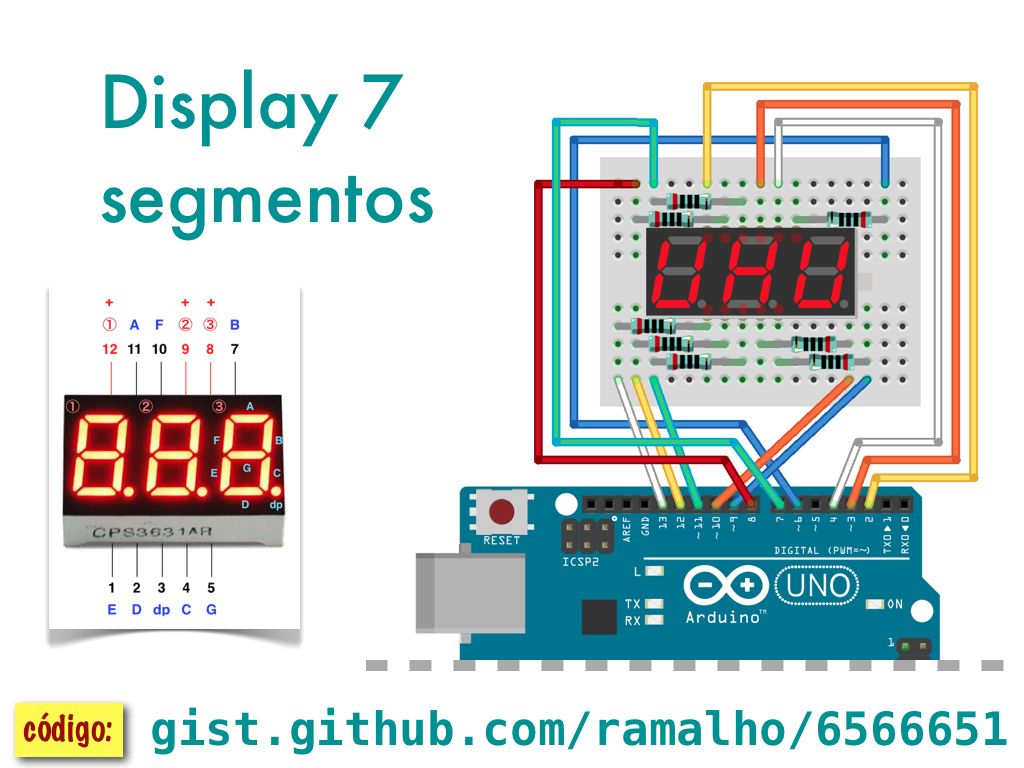 Display 7
segmentos
+ + +
① A F ② ③ B
12 11 10 9 8 7
① ② ③ A
F B
E G C
D dp
CPS3631AR
1 2 3 4 5
E D dp C G
RESET
ICSP2
AREF
GND
13
12
~11
~10
~9
8
7
~6
~5
4
~3
2
TXD▶1
RXD◀0
DIGITAL (PWM=~)
L
TX
RX
Arduino™
UNO
ON
1
código:
gist.github.com/ramalho/6566651